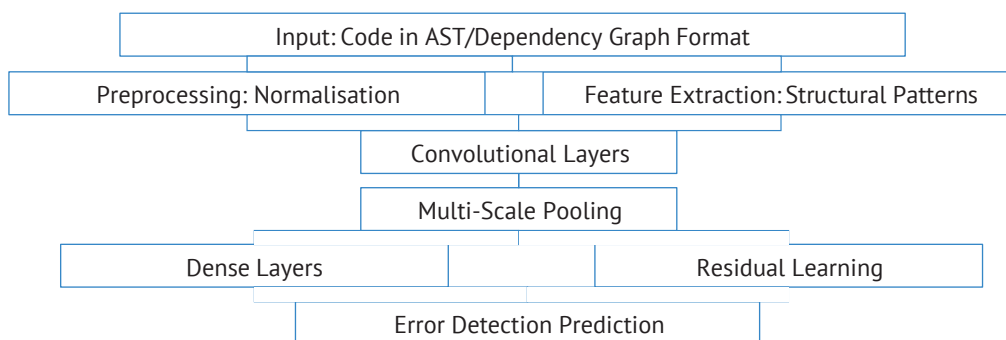 Input: Code in AST/Dependency Graph Format
Preprocessing: Normalisation
Feature Extraction: Structural Patterns
Convolutional Layers
Multi-Scale Pooling
Dense Layers
Residual Learning
Error Detection Prediction